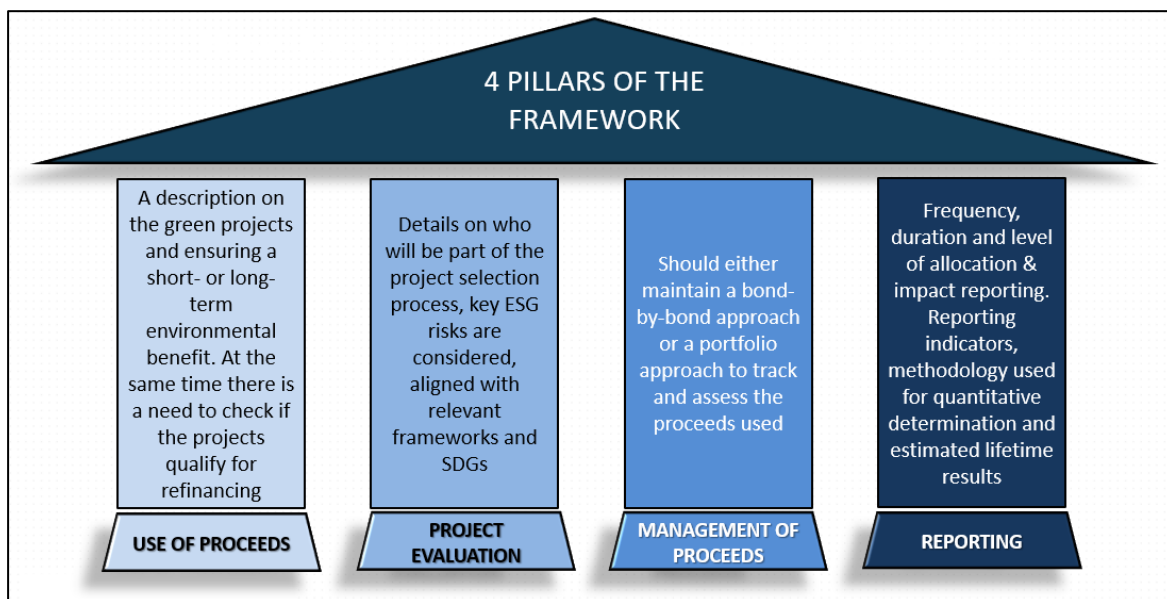 4 PILLARS OF THE
FRAMEWORK
A description on
the green projects
and ensuring a
short- or long-
term
environmental
benefit. At the
same time there is
a need to check if
the projects
qualify for
refinancing
USE OF PROCEEDS
Details on who
will be part of the
project selection
process, key ESG
risks are
considered,
aligned with
relevant
frameworks and
SDGs
PROJECT
EVALUATION
Should either
maintain a bond-
by-bond approach
or a portfolio
approach to track
and assess the
proceeds used
MANAGEMENT OF
PROCEEDS
Frequency,
duration and level
of allocation &
impact reporting.
Reporting
indicators,
methodology used
for quantitative
determination and
estimated lifetime
results
REPORTING